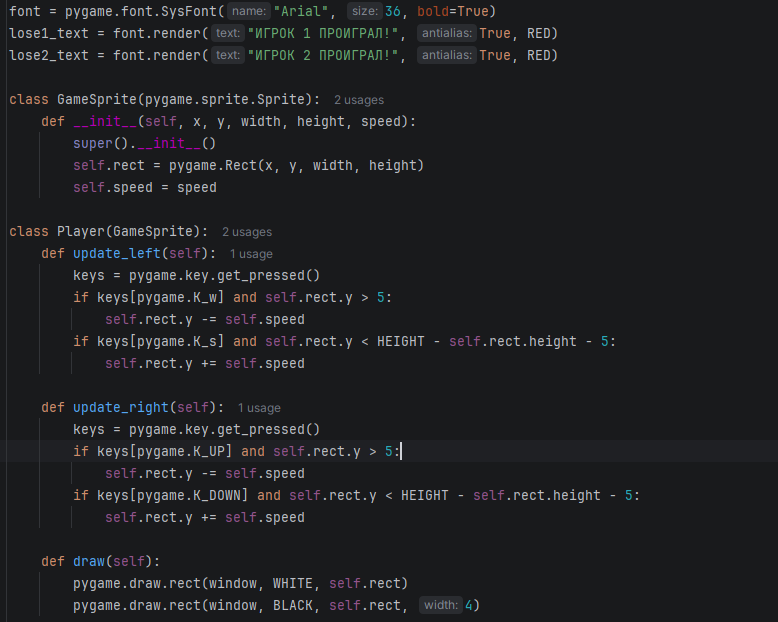 font = pygame.font.SysFont( name: "Arial", size: 36, bold=True)
lose1_text = font.render( text: "ИГРОК 1 ПРОИГРАЛ!", antialias: True, RED)
lose2_text = font.render( text: "ИГРОК 2 ПРОИГРАЛ!", antialias: True, RED)
class GameSprite(pygame.sprite.Sprite): 2 usages
    def __init__(self, x, y, width, height, speed):
        super().__init__()
        self.rect = pygame.Rect(x, y, width, height)
        self.speed = speed
class Player(GameSprite): 2 usages
    def update_left(self): 1 usage
        keys = pygame.key.get_pressed()
        if keys[pygame.K_w] and self.rect.y > 5:
            self.rect.y -= self.speed
        if keys[pygame.K_s] and self.rect.y < HEIGHT - self.rect.height - 5:
            self.rect.y += self.speed
    def update_right(self): 1 usage
        keys = pygame.key.get_pressed()
        if keys[pygame.K_UP] and self.rect.y > 5:
            self.rect.y -= self.speed
        if keys[pygame.K_DOWN] and self.rect.y < HEIGHT - self.rect.height - 5:
            self.rect.y += self.speed
    def draw(self):
        pygame.draw.rect(window, WHITE, self.rect)
        pygame.draw.rect(window, BLACK, self.rect, width: 4)